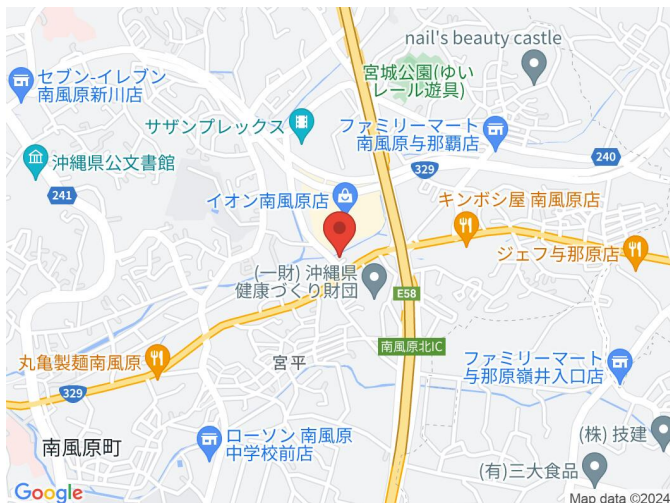 nail's beauty castle
セブン-イレブン
南風原新川店
宮城公園(ゆい
レール遊具)
サザンプレックス
ファミリーマート
南風原与那覇店
沖縄県公文書館
240
329
241
イオン南風原店
キンボシ屋 南風原店
ジェフ与那原店
(一財) 沖縄県
健康づくり財団
E58
南風原北IC
丸亀製麺南風原
宮平
ファミリーマート
与那原嶺井入口店
329
南風原町
ローソン 南風原
中学校前店
(株) 技建
(有)三大食品
Google
Map data ©2024